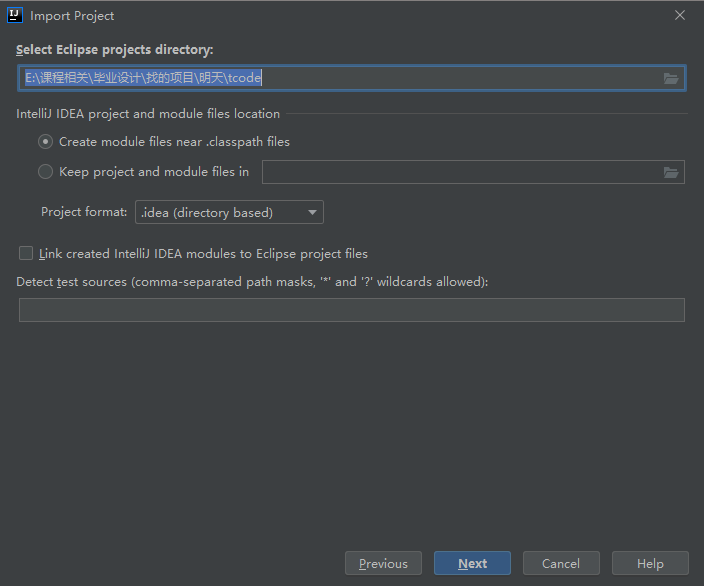 IJ Import Project
Select Eclipse projects directory:
E:\课程相关\毕业设计\找的项目\明天\tcode
IntelliJ IDEA project and module files location
Create module files near .classpath files
Keep project and module files in
Project format: .idea (directory based)
Link created IntelliJ IDEA modules to Eclipse project files
Detect test sources (comma-separated path masks, '*' and '?' wildcards allowed):
Previous Next Cancel Help